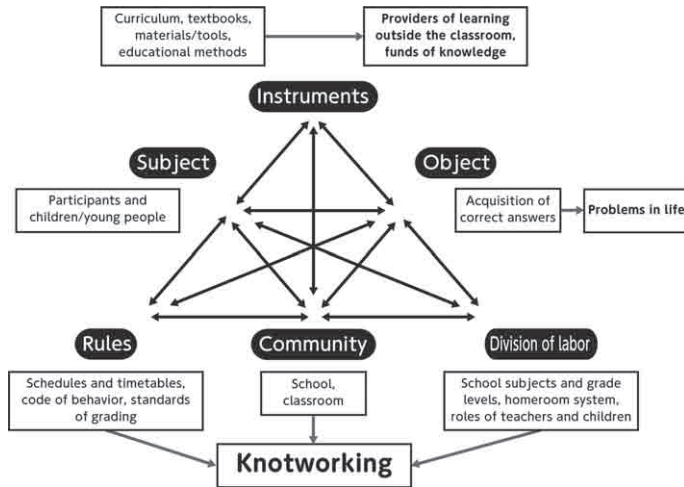 Curriculum, textbooks,
materials/tools,
educational methods
Providers of learning
outside the classroom,
funds of knowledge
Instruments
Subject
Object
Participants and
children/young people
Acquisition of
correct answers
Problems in life
Rules
Community
Division of labor
Schedules and timetables,
code of behavior, standards
of grading
School,
classroom
School subjects and grade
levels, homeroom system,
roles of teachers and children
Knotworking